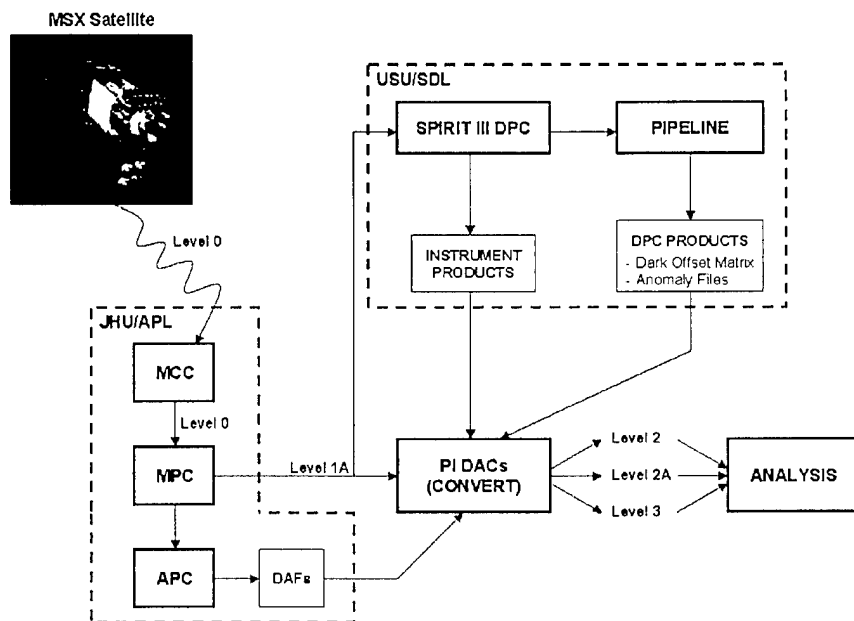 MSX Satellite
Level 0
USU/SDL
SPIRIT III DPC
PIPELINE
INSTRUMENT
PRODUCTS
DPC PRODUCTS
- Dark Offset Matrix
- Anomaly Files
JHU/APL
MCC
Level 0
MPC
Level 1A
PI DACs
(CONVERT)
Level 2
Level 2A
Level 3
ANALYSIS
APC
DAFs